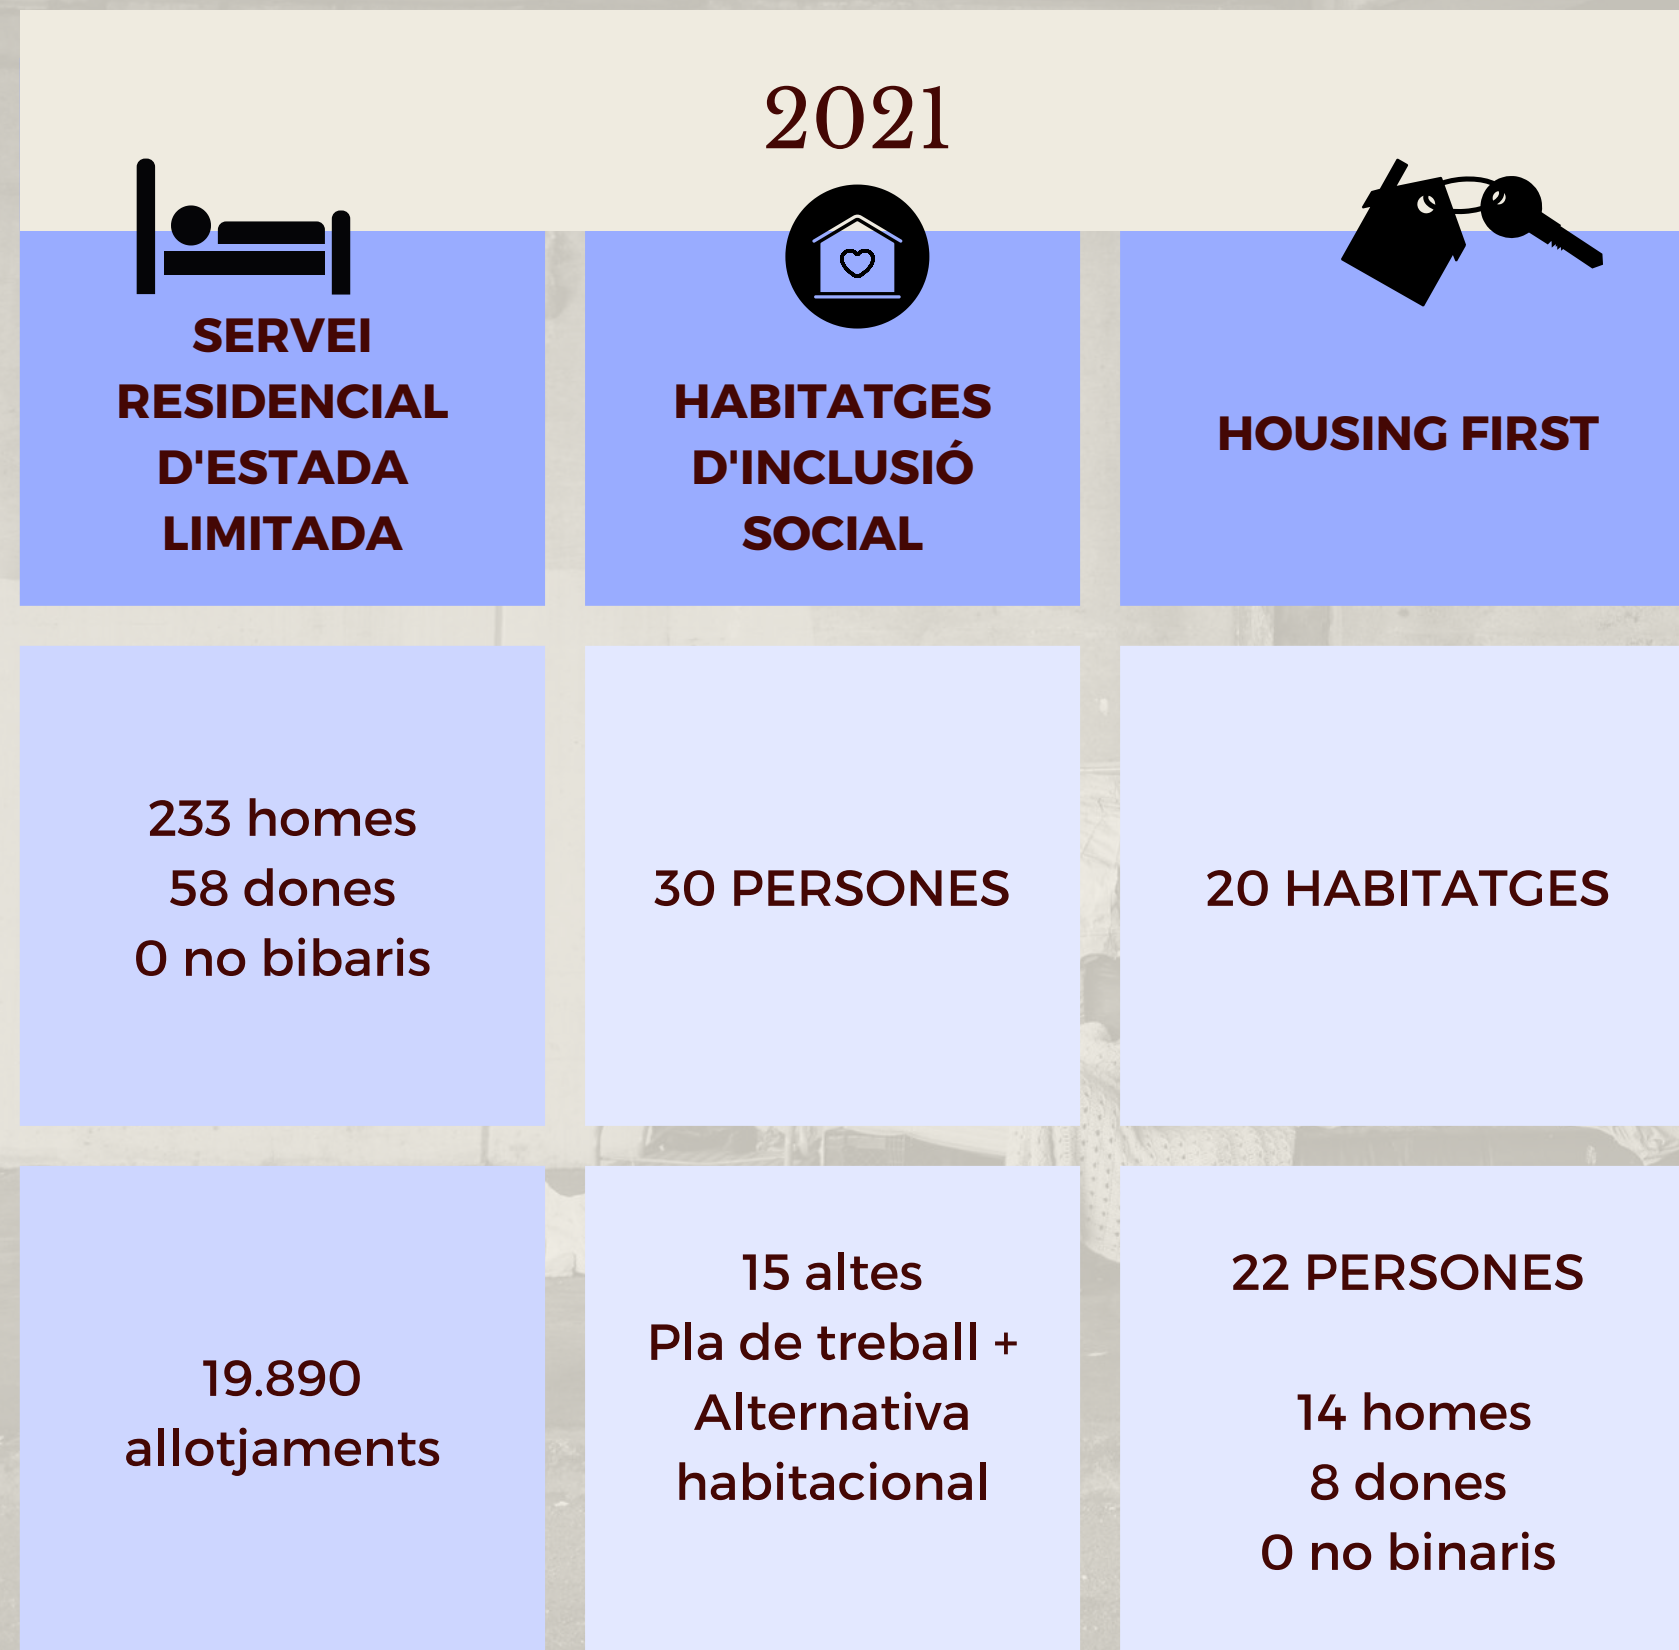 2021
SERVEI
RESIDENCIAL
D'ESTADA
LIMITADA
HABITATGES
D'INCLUSIÓ
SOCIAL
HOUSING FIRST
233 homes
58 dones
0 no bibaris
30 PERSONES
20 HABITATGES
19.890
allotjaments
15 altes
Pla de treball +
Alternativa
habitacional
22 PERSONES
14 homes
8 dones
0 no binaris